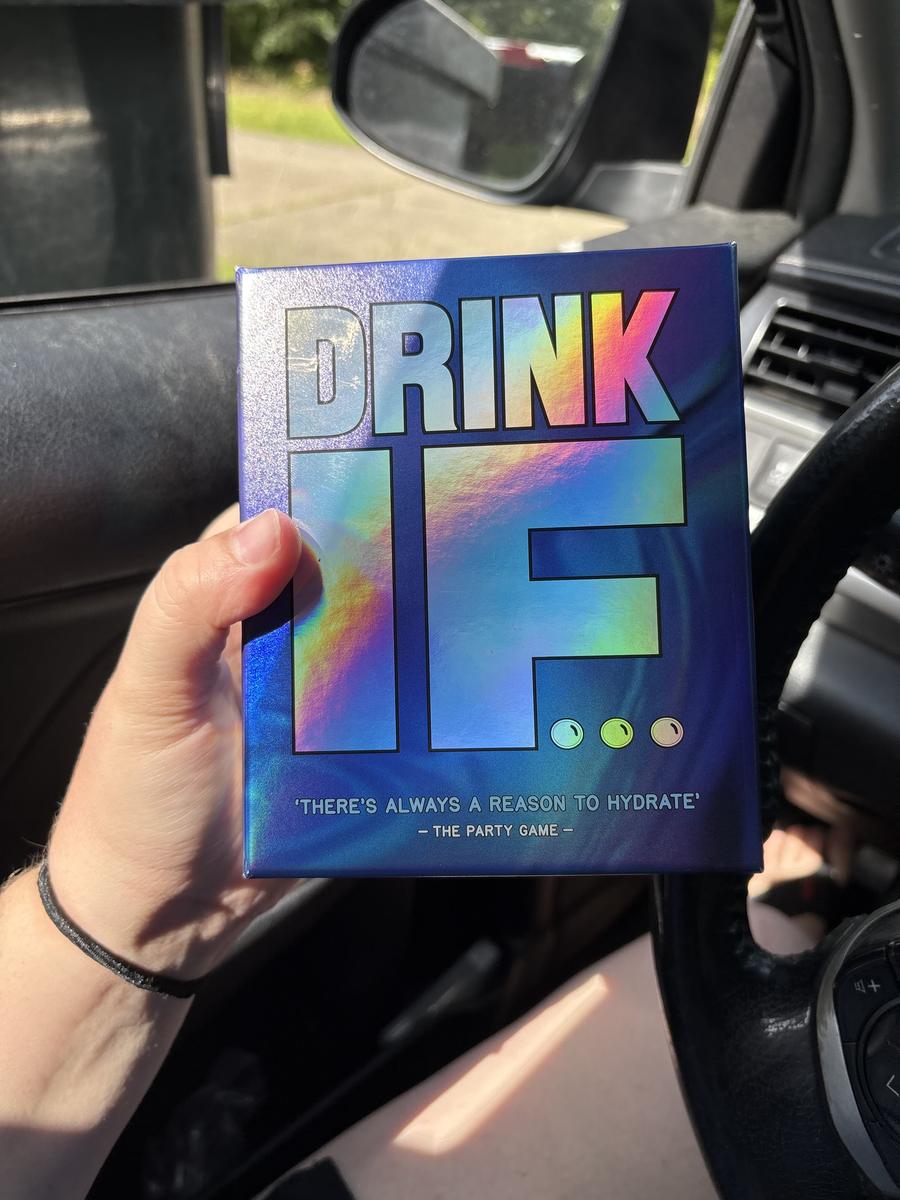 DRINK
IF...
‘THERE'S ALWAYS A REASON TO HYDRATE’
– THE PARTY GAME –